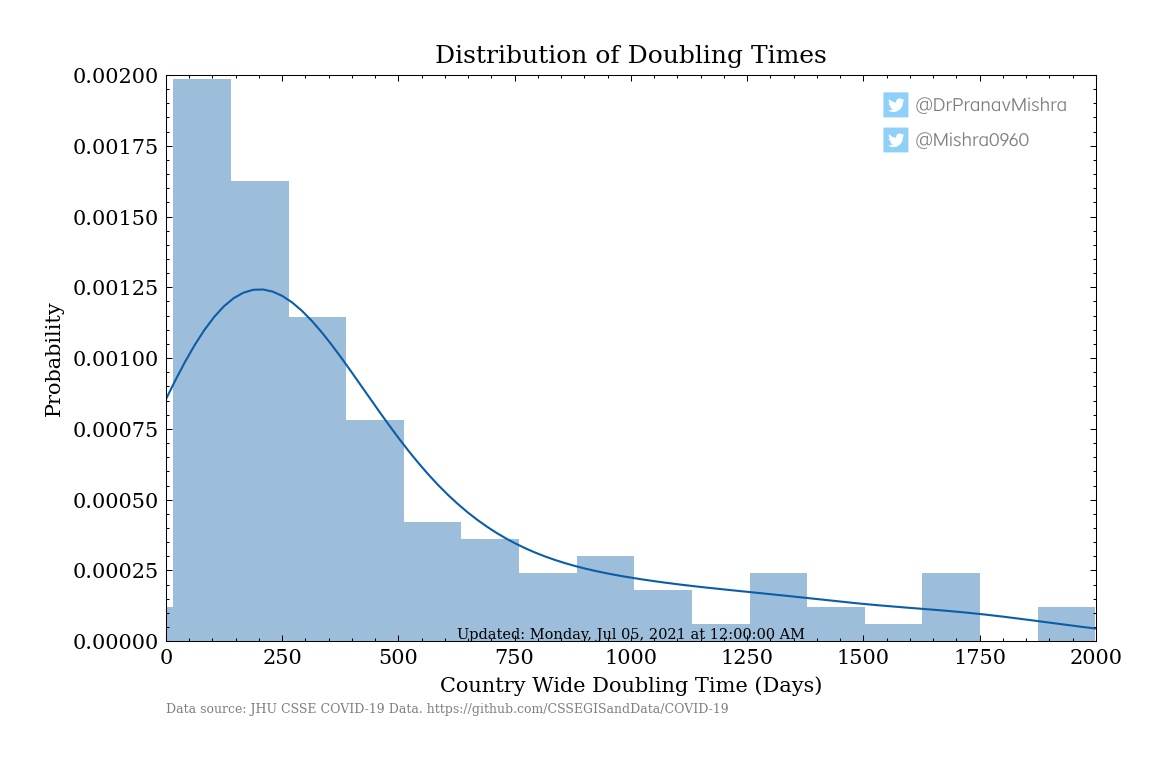 Distribution of Doubling Times
@DrPranavMishra
@Mishra0960
0.00200
0.00175
0.00150
0.00125
0.00100
0.00075
0.00050
0.00025
0.00000
Probability
Updated: Monday, Jul 05, 2021 at 12:00:00 AM
0 250 500 750 1000 1250 1500 1750 2000
Country Wide Doubling Time (Days)
Data source: JHU CSSE COVID-19 Data. https://github.com/CSSEGISandData/COVID-19